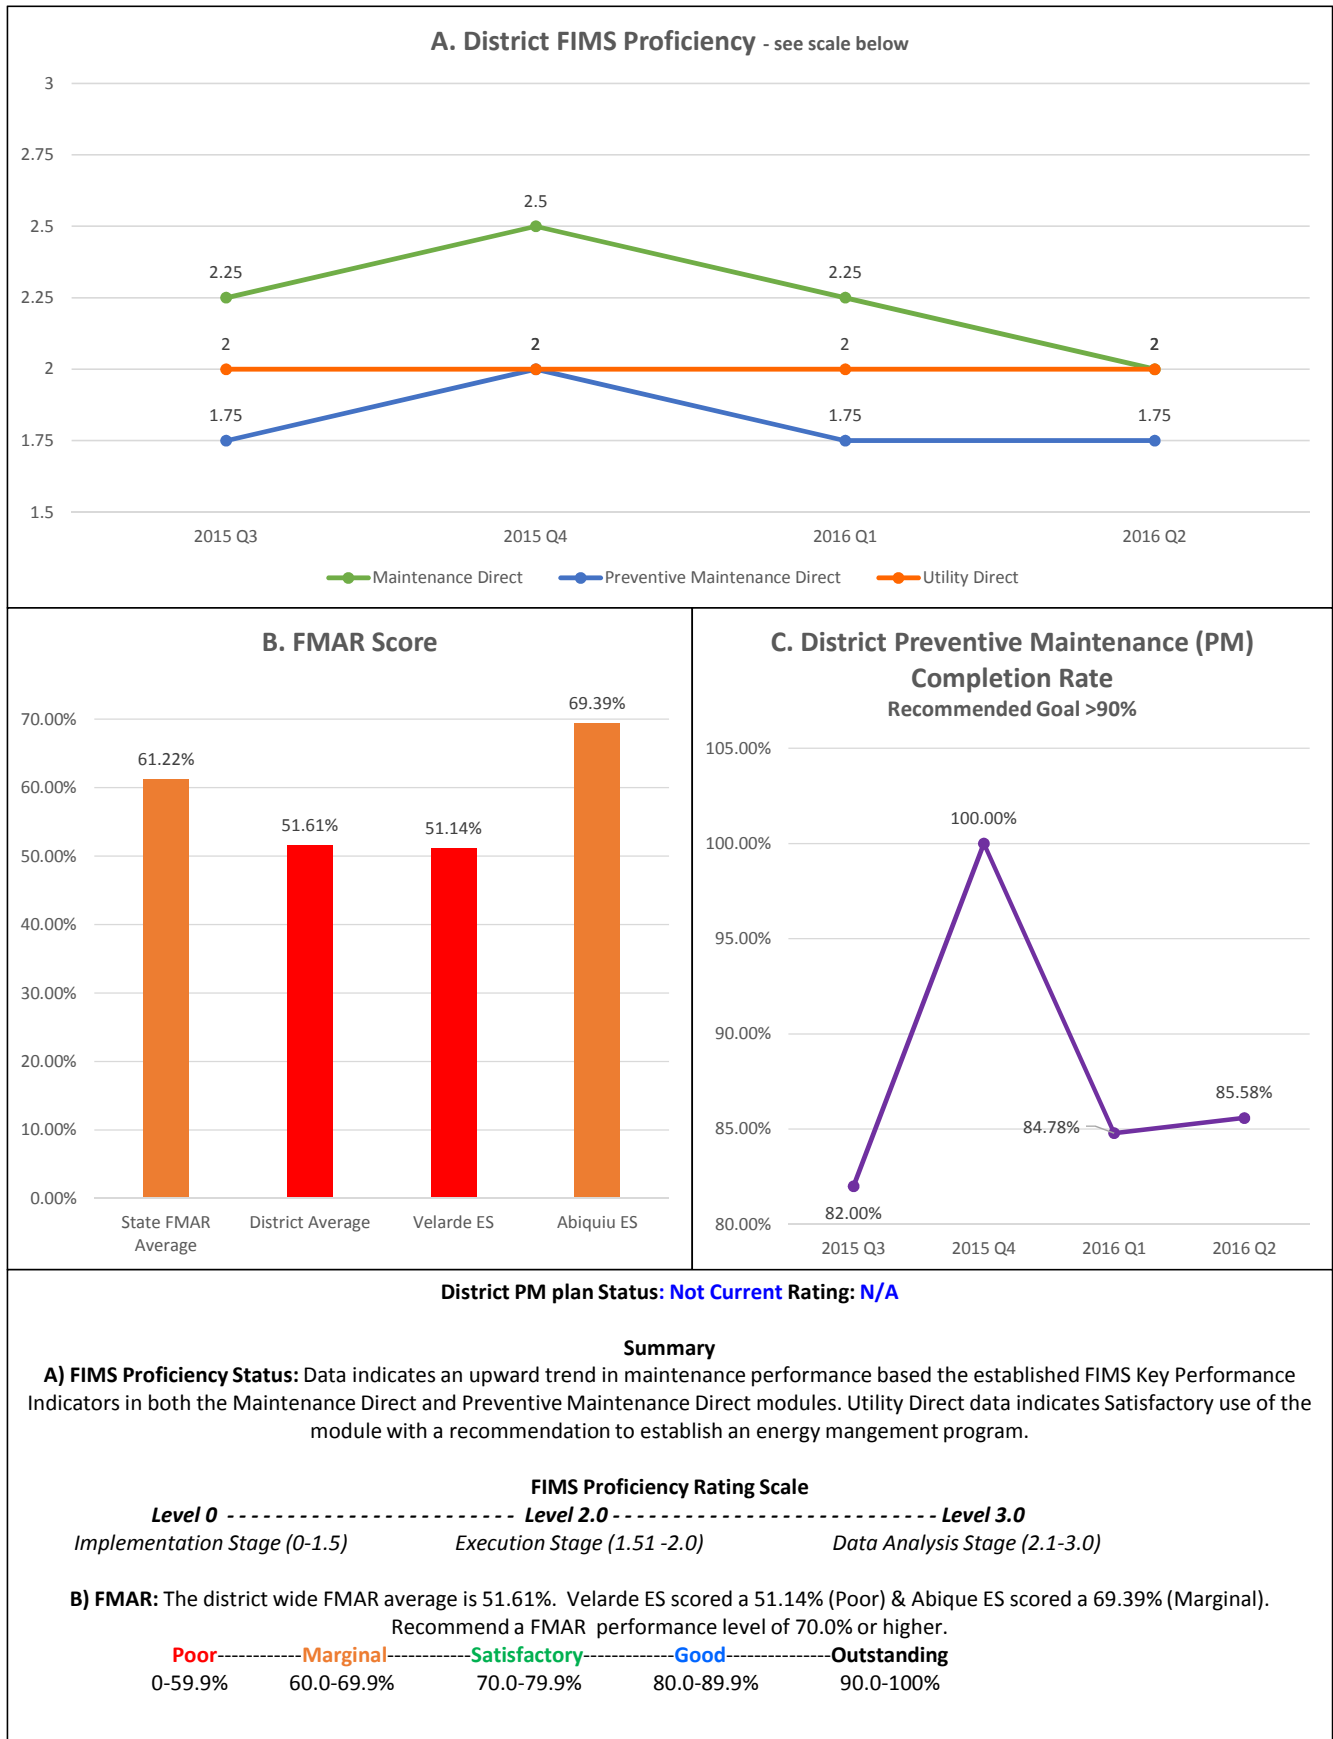 A. District FIMS Proficiency - see scale below
3
2.75
2.5
2.25
2
1.75
1.5
2.25
2.5
2.25
2
2
2
2
1.75
1.75
1.75
2015 Q3
2015 Q4
2016 Q1
2016 Q2
Maintenance Direct
Preventive Maintenance Direct
Utility Direct
B. FMAR Score
70.00%
60.00%
50.00%
40.00%
30.00%
20.00%
10.00%
0.00%
61.22%
51.61%
51.14%
69.39%
State FMAR
Average
District Average
Velarde ES
Abiquiu ES
C. District Preventive Maintenance (PM)
Completion Rate
Recommended Goal >90%
105.00%
100.00%
95.00%
90.00%
85.00%
80.00%
82.00%
100.00%
84.78%
85.58%
2015 Q3
2015 Q4
2016 Q1
2016 Q2
District PM plan Status: Not Current Rating: N/A
Summary
A) FIMS Proficiency Status: Data indicates an upward trend in maintenance performance based the established FIMS Key Performance
Indicators in both the Maintenance Direct and Preventive Maintenance Direct modules. Utility Direct data indicates Satisfactory use of the
module with a recommendation to establish an energy mangement program.
FIMS Proficiency Rating Scale
Level 0 - - - - - - - - - - - - - - - - - - - - - - - - Level 2.0 - - - - - - - - - - - - - - - - - - - - - - - - - - - Level 3.0
Implementation Stage (0-1.5) Execution Stage (1.51 -2.0) Data Analysis Stage (2.1-3.0)
B) FMAR: The district wide FMAR average is 51.61%. Velarde ES scored a 51.14% (Poor) & Abique ES scored a 69.39% (Marginal).
Recommend a FMAR performance level of 70.0% or higher.
Poor------------Marginal------------Satisfactory-------------Good---------------Outstanding
0-59.9% 60.0-69.9% 70.0-79.9% 80.0-89.9% 90.0-100%